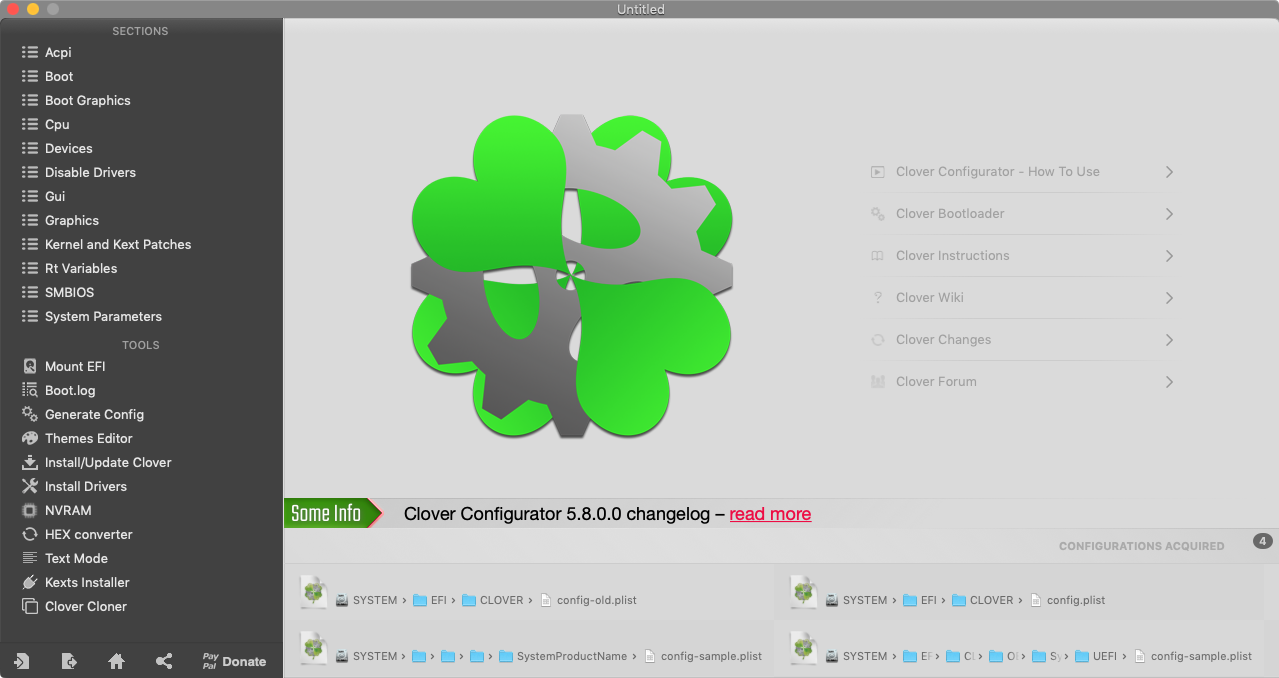 Untitled
SECTIONS
Acpi
Boot
Boot Graphics
Cpu
Devices
Disable Drivers
Gui
Graphics
Kernel and Kext Patches
Rt Variables
SMBIOS
System Parameters
TOOLS
Mount EFI
Boot.log
Generate Config
Themes Editor
Install/Update Clover
Install Drivers
NVRAM
HEX converter
Text Mode
Kexts Installer
Clover Cloner
Pay
Pal
Donate
Clover Configurator - How To Use
Clover Bootloader
Clover Instructions
? Clover Wiki
Clover Changes
Clover Forum
Some Info
Clover Configurator 5.8.0.0 changelog – read more
CONFIGURATIONS ACQUIRED 4
SYSTEM › EFI › CLOVER › config-old.plist
SYSTEM › EFI › CLOVER › config.plist
SYSTEM › › › › SystemProductName › config-sample.plist
SYSTEM › › › › › UEFI › config-sample.plist